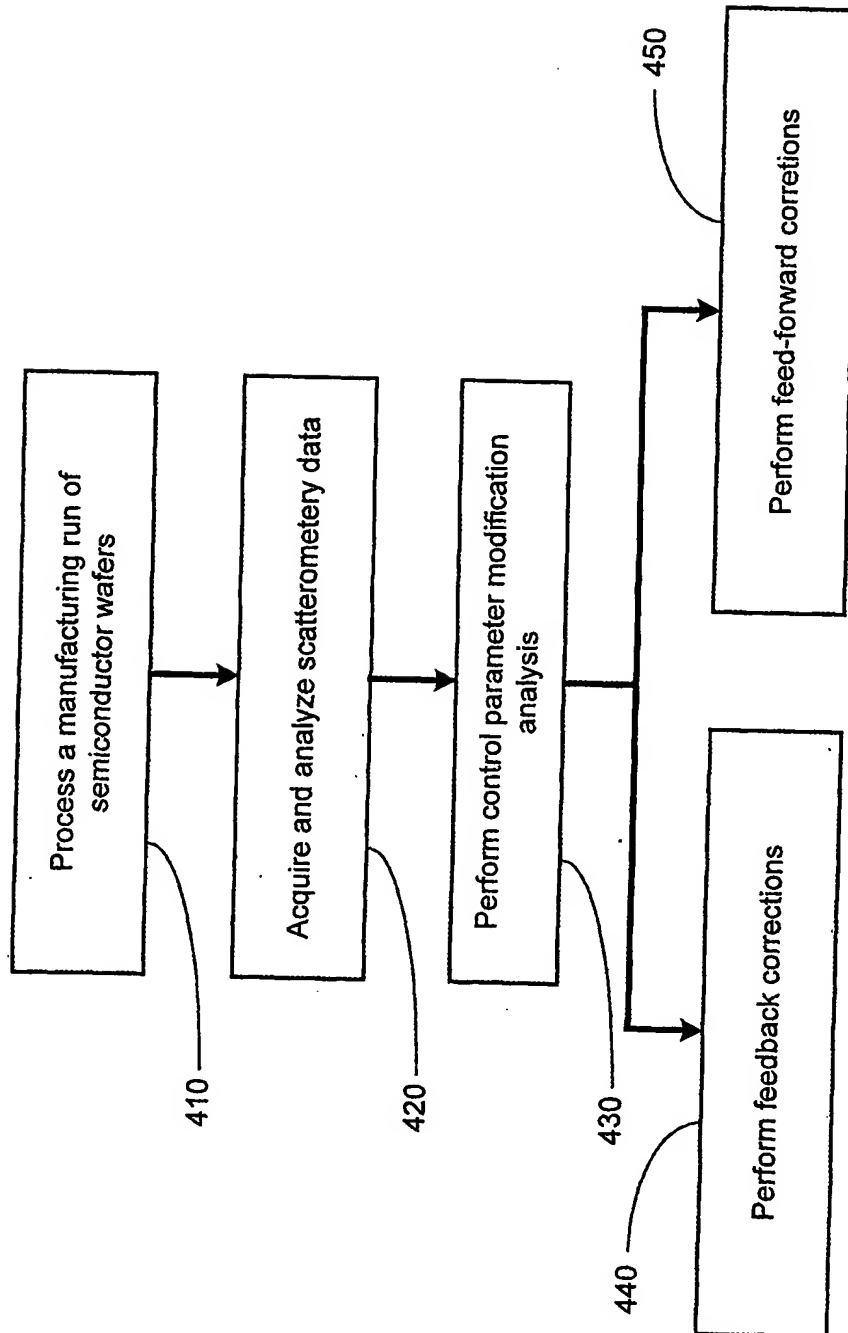 Process a manufacturing run of
semiconductor wafers
410
Acquire and analyze scatterometery data
420
Perform control parameter modification
analysis
430
Perform feedback corrections
440
Perform feed-forward corretions
450